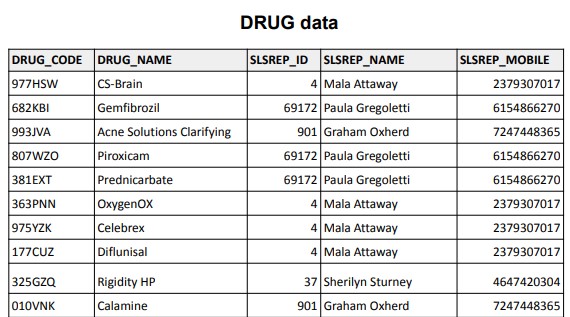 DRUG data
DRUG_CODE DRUG_NAME SLSREP_ID SLSREP_NAME SLSREP_MOBILE
977HSW CS-Brain 4 Mala Attaway 2379307017
682KBI Gemfibrozil 69172 Paula Gregoletti 6154866270
993JVA Acne Solutions Clarifying 901 Graham Oxherd 7247448365
807WZO Piroxicam 69172 Paula Gregoletti 6154866270
381EXT Prednicarbate 69172 Paula Gregoletti 6154866270
363PNN OxygenOX 4 Mala Attaway 2379307017
975YZK Celebrex 4 Mala Attaway 2379307017
177CUZ Diflunisal 4 Mala Attaway 2379307017
325GZQ Rigidity HP 37 Sherilyn Sturney 4647420304
010VNK Calamine 901 Graham Oxherd 7247448365